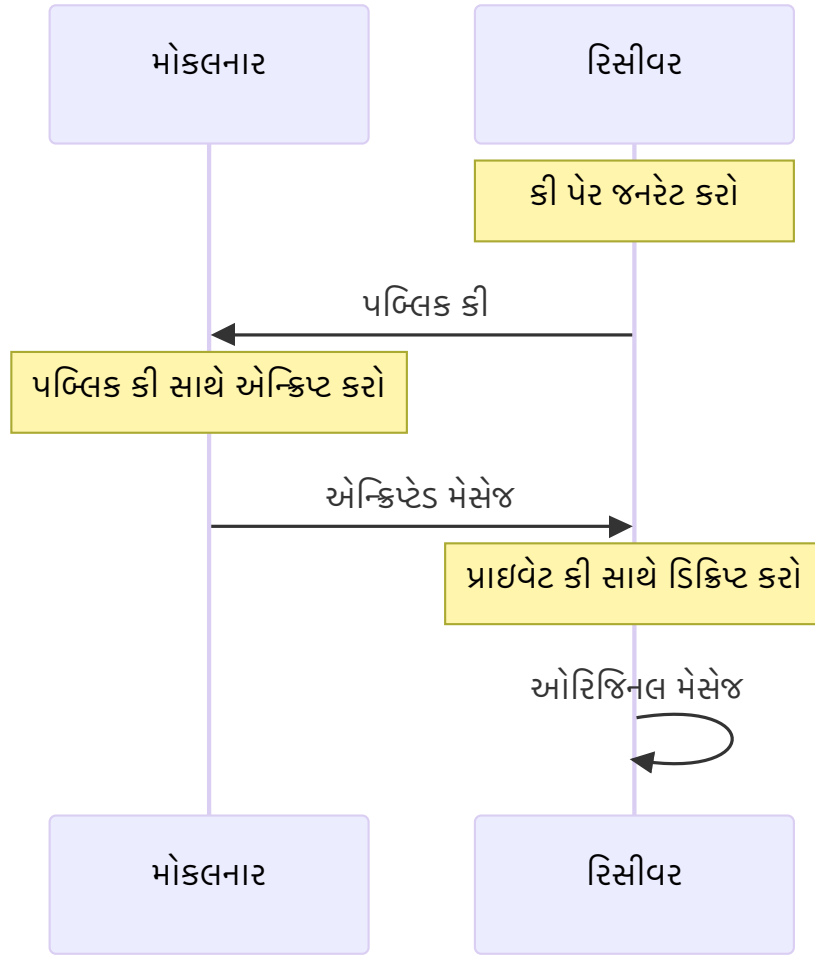 મોકલનાર
રિસીવર
કી પેર જનરેટ કરો
પબ્લિક કી
પબ્લિક કી સાથે એન્ક્રિપ્ટ કરો
એન્ક્રિપ્ટેડ મેસેજ
પ્રાઇવેટ કી સાથે ડિક્રિપ્ટ કરો
ઓરિજિનલ મેસેજ
મોકલનાર
રિસીવર